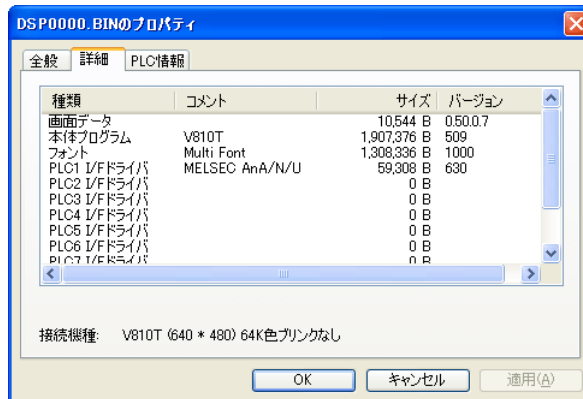 DSP0000.BINのプロパティ
全般 詳細 PLC情報
種類 コメント サイズ バージョン
画面データ 10,544 B 0.50.0.7
本体プログラム V810T 1,907,376 B 509
フォント Multi Font 1,308,336 B 1000
PLC1 I/Fドライバ MELSEC AnA/N/U 59,308 B 630
PLC2 I/Fドライバ 0 B
PLC3 I/Fドライバ 0 B
PLC4 I/Fドライバ 0 B
PLC5 I/Fドライバ 0 B
PLC6 I/Fドライバ 0 B
PLC7 I/Fドライバ 0 B
接続機種: V810T (640 * 480) 64K色ブリンクなし
OK キャンセル 適用(A)